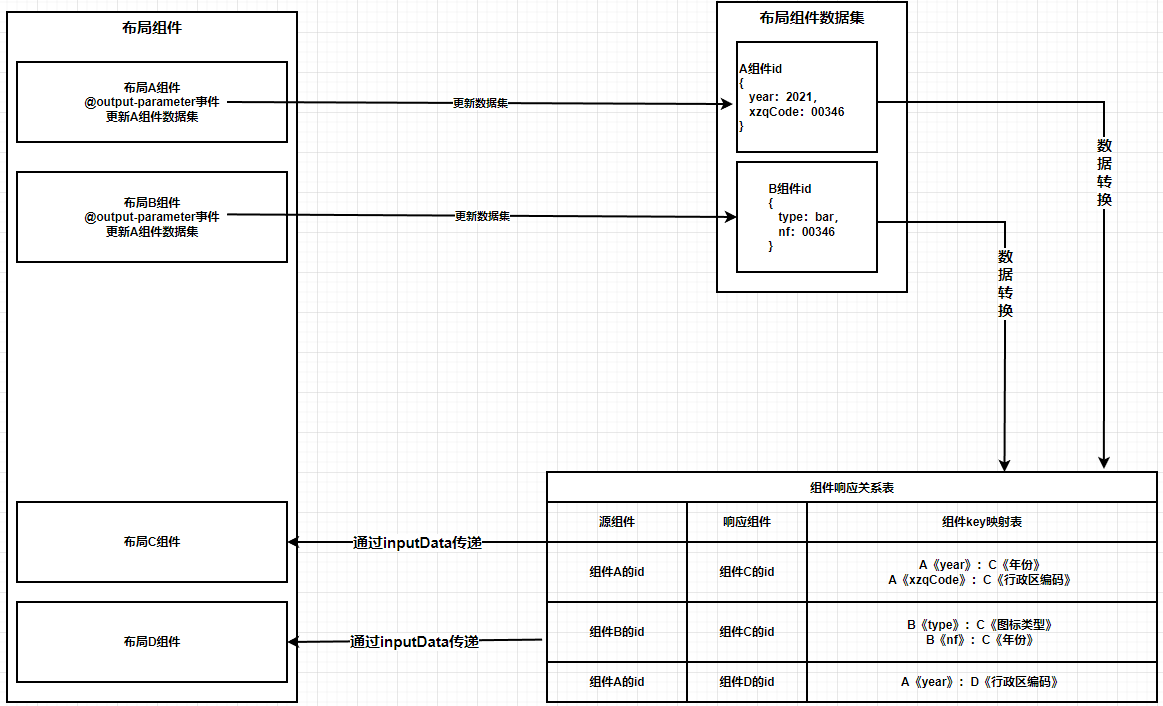 布局组件
布局A组件
@output-parameter事件
更新A组件数据集
布局B组件
@output-parameter事件
更新A组件数据集
布局C组件
布局D组件
更新数据集
更新数据集
布局组件数据集
A组件id
{
year：2021,
xzqCode：00346
}
B组件id
{
type：bar,
nf：00346
}
数据转换
数据转换
通过inputData传递
通过inputData传递
组件响应关系表
源组件 响应组件 组件key映射表
组件A的id 组件C的id A《year》：C《年份》
A《xzqCode》：C《行政区编码》
组件B的id 组件C的id B《type》：C《图标类型》
B《nf》：C《年份》
组件A的id 组件D的id A《year》：D《行政区编码》